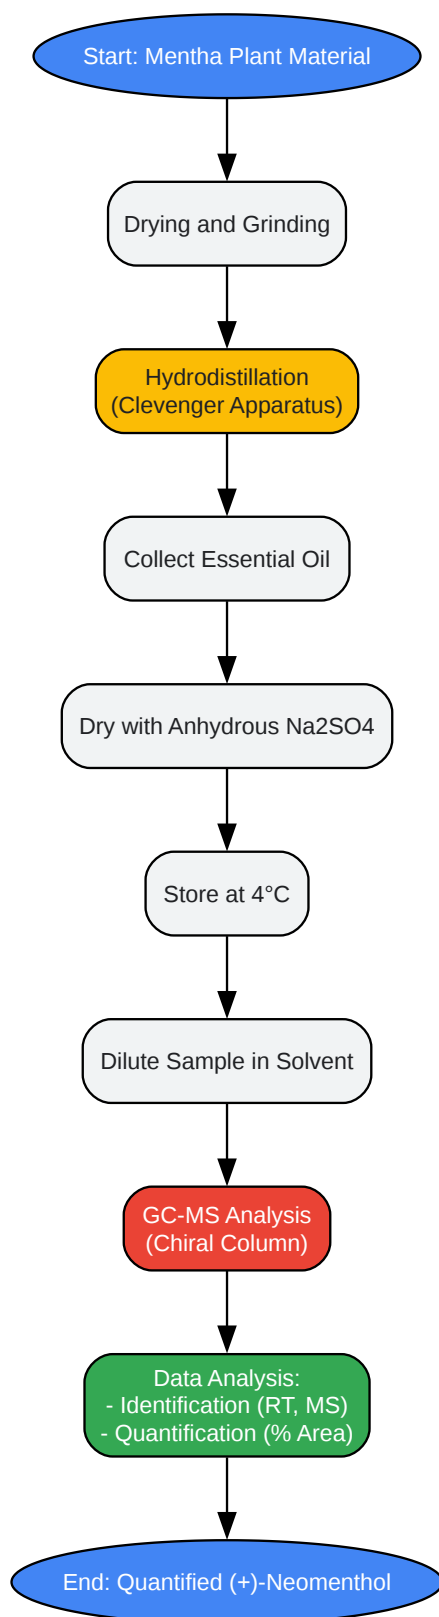 Start: Mentha Plant Material
Drying and Grinding
Hydrodistillation
(Clevenger Apparatus)
Collect Essential Oil
Dry with Anhydrous Na2SO4
Store at 4°C
Dilute Sample in Solvent
GC-MS Analysis
(Chiral Column)
Data Analysis:
- Identification (RT, MS)
- Quantification (% Area)
End: Quantified (+)-Neomenthol